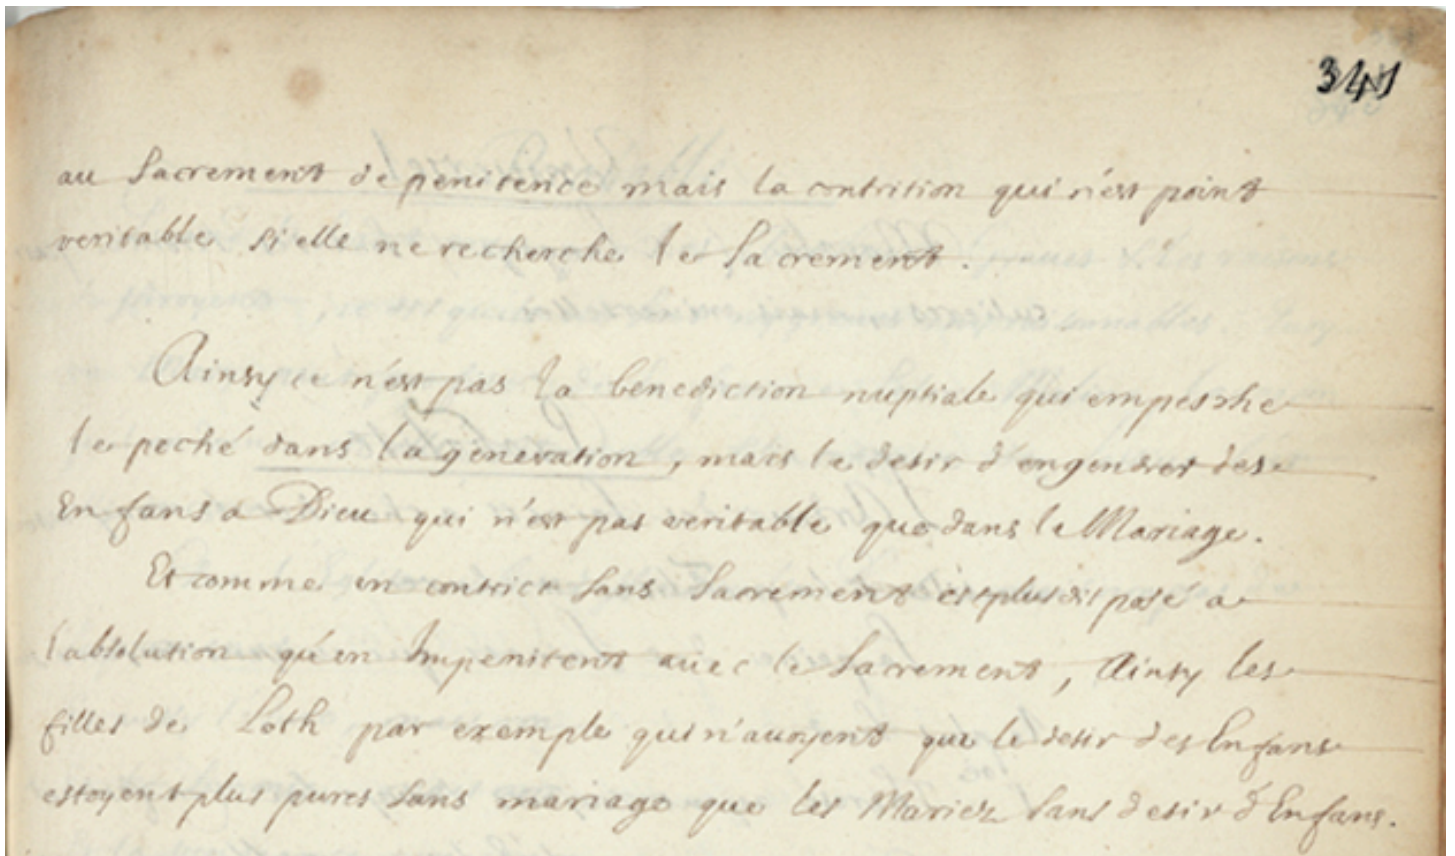 341
au Sacrement de penitence mais la contrition qui n'est point
veritable si elle ne recherche le Sacrement.
Ainsy ce n'est pas la benediction nuptiale qui empesche
le peché dans la generation, mais le desir d'engendrer des
Enfans a Dieu qui n'est pas veritable que dans le Mariage.
Et comme un contrict sans Sacrement est plus disposé a
l'absolution qu'un Impenitent auec le Sacrement, Ainsy les
filles de Loth par exemple qui n'auoyent que le desir des Enfans
estoyent plus pures sans mariage que les Mariez sans desir d'Enfans.